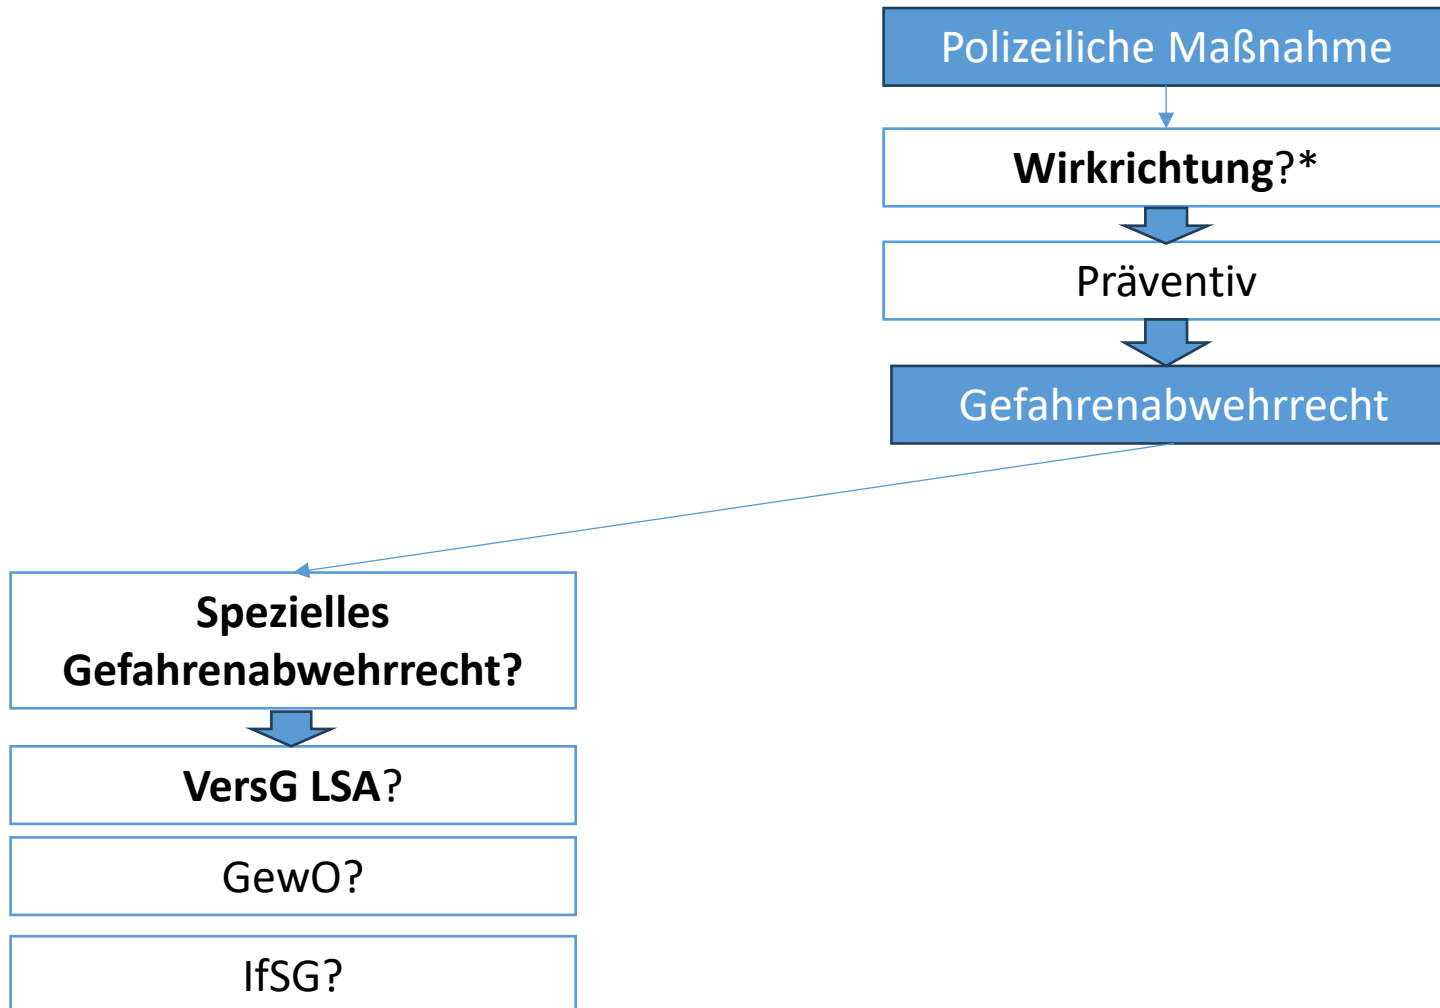 Polizeiliche Maßnahme
Wirkrichtung?*
Präventiv
Gefahrenabwehrrecht
Spezielles
Gefahrenabwehrrecht?
VersG LSA?
GewO?
IfSG?